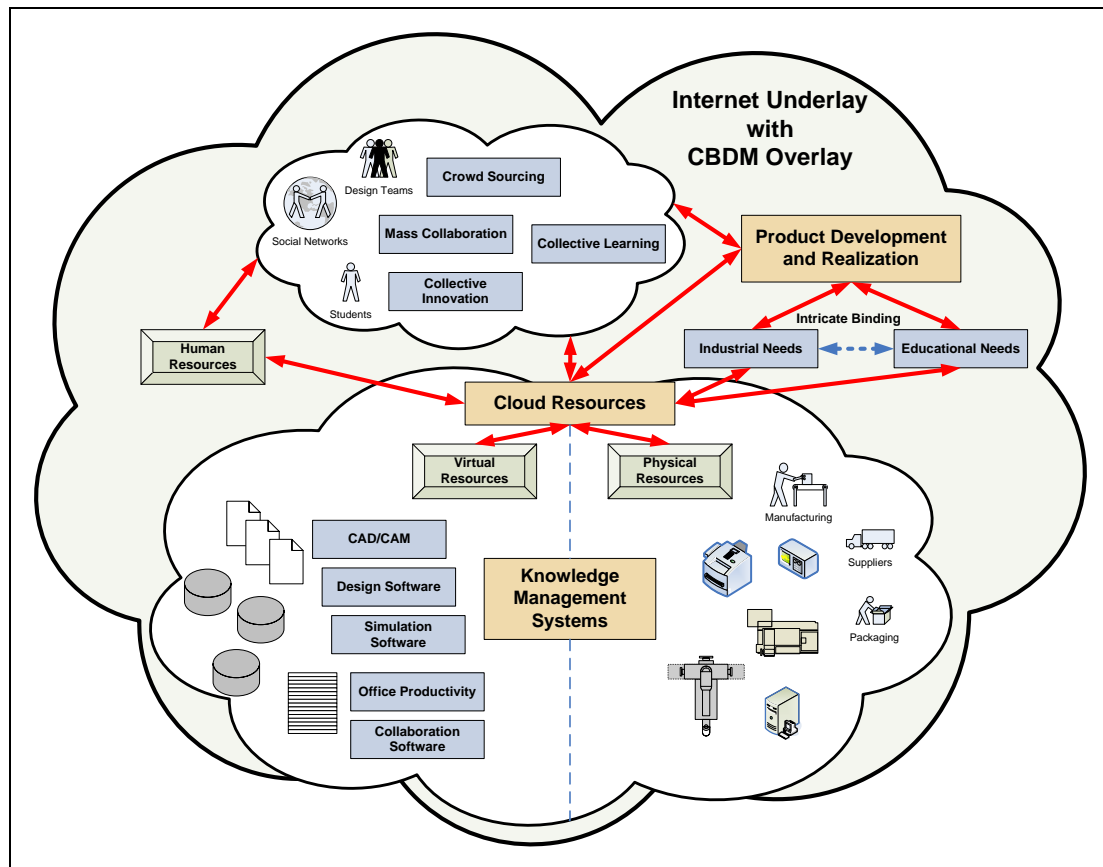 Internet Underlay
with
CBDM Overlay
Design Teams
Crowd Sourcing
Social Networks
Mass Collaboration
Collective Learning
Collective
Innovation
Students
Product Development
and Realization
Intricate Binding
Industrial Needs
Educational Needs
Human
Resources
Cloud Resources
Virtual
Resources
Physical
Resources
CAD/CAM
Design Software
Simulation
Software
Office Productivity
Collaboration
Software
Knowledge
Management
Systems
Manufacturing
Suppliers
Packaging